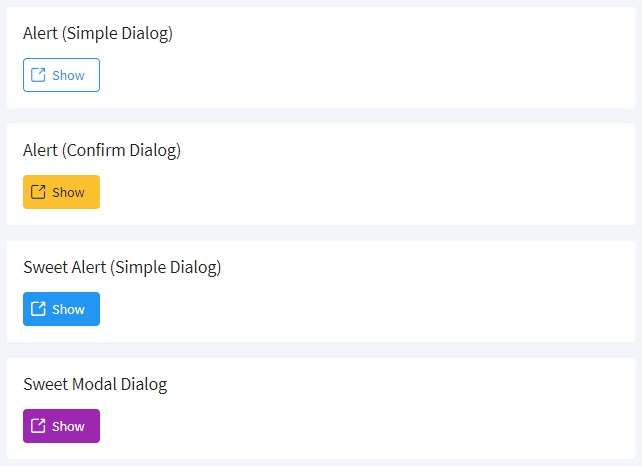 Alert (Simple Dialog)
Show
Alert (Confirm Dialog)
Show
Sweet Alert (Simple Dialog)
Show
Sweet Modal Dialog
Show